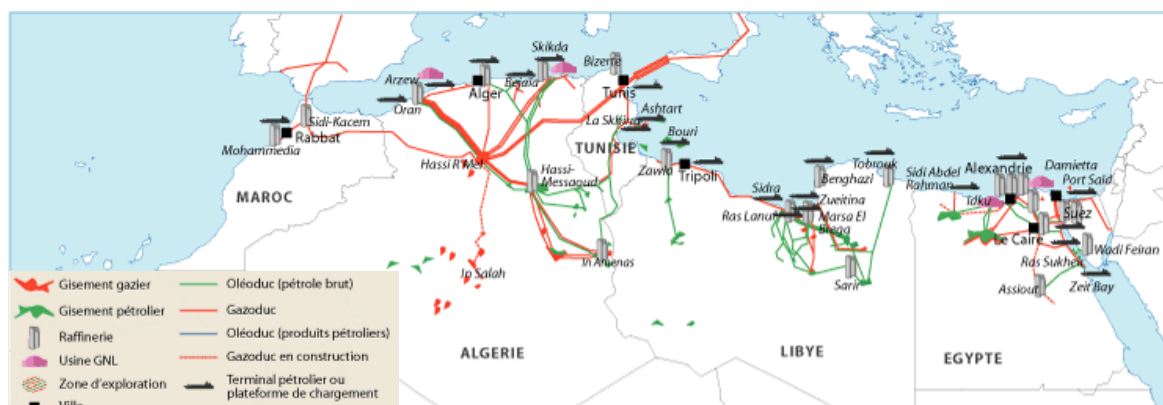 Skikda
Bizerte
Arzew
Bejaïa
Alger
Tunis
Oran
Ashtart
Sidi-Kacem
La Skhira
Bouri
Rabbat
TUNISIE
Mohammedia
Hassi R'Mel
Hassi-
Messaoud
Zawia
Tripoli
Tobrouk
Benghazi
Sidi Abdel
Rahman
Alexandrie
Damietta
Port Saïd
Idku
Suez
Sidra
Zueitina
Ras Lanuf
Marsa El
Brega
MAROC
Le Caire
Wadi Feiran
In Amenas
Ras Sukheir
Sarir
Assiout
Zeit Bay
ALGERIE
LIBYE
EGYPTE
Gisement gazier
Oléoduc (pétrole brut)
Gisement pétrolier
Gazoduc
Raffinerie
Oléoduc (produits pétroliers)
Usine GNL
Gazoduc en construction
Zone d'exploration
Terminal pétrolier ou
plateforme de chargement